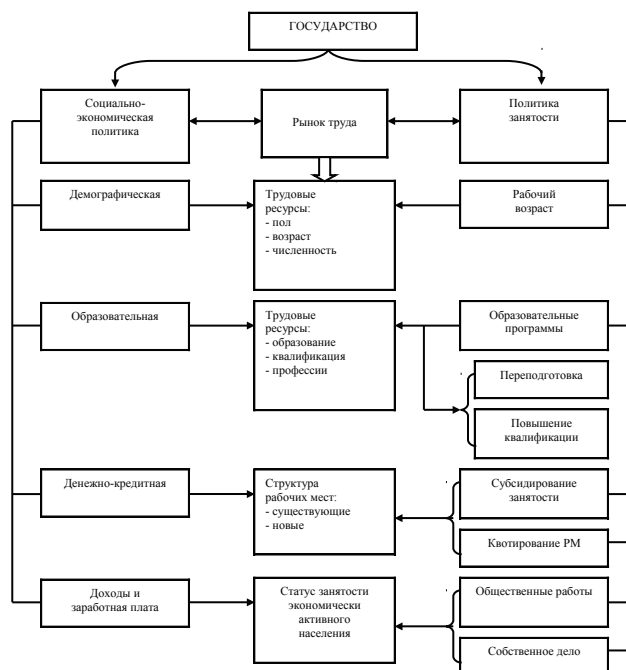 ГОСУДАРСТВО
Социально-
экономическая
политика
Рынок труда
Политика
занятости
Демографическая
Трудовые
ресурсы:
- пол
- возраст
- численность
Рабочий
возраст
Образовательная
Трудовые
ресурсы:
- образование
- квалификация
- профессии
Образовательные
программы
Переподготовка
Повышение
квалификации
Денежно-кредитная
Структура
рабочих мест:
- существующие
- новые
Субсидирование
занятости
Квотирование РМ
Доходы и
заработная плата
Статус занятости
экономически
активного
населения
Общественные работы
Собственное дело